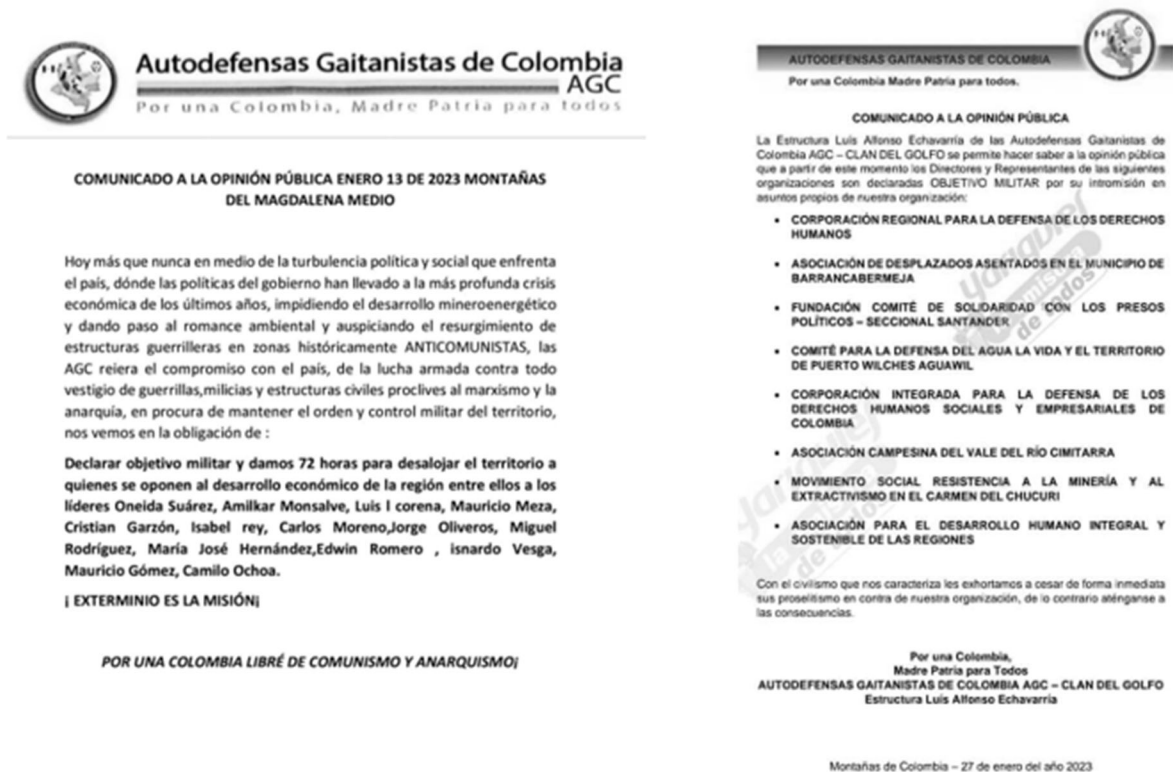 Autodefensas Gaitanistas de Colombia
AGC
Por una Colombia, Madre Patria para todos
COMUNICADO A LA OPINIÓN PÚBLICA ENERO 13 DE 2023 MONTAÑAS
DEL MAGDALENA MEDIO
Hoy más que nunca en medio de la turbulencia política y social que enfrenta
el país, dónde las políticas del gobierno han llevado a la más profunda crisis
económica de los últimos años, impidiendo el desarrollo mineroenergético
y dando paso al romance ambiental y auspiciando el resurgimiento de
estructuras guerrilleras en zonas históricamente ANTICOMUNISTAS, las
AGC reiera el compromiso con el país, de la lucha armada contra todo
vestigio de guerrillas,milicias y estructuras civiles proclives al marxismo y la
anarquía, en procura de mantener el orden y control militar del territorio,
nos vemos en la obligación de :
Declarar objetivo militar y damos 72 horas para desalojar el territorio a
quienes se oponen al desarrollo económico de la región entre ellos a los
líderes Oneida Suárez, Amilkar Monsalve, Luis l corena, Mauricio Meza,
Cristian Garzón, Isabel rey, Carlos Moreno,Jorge Oliveros, Miguel
Rodríguez, María José Hernández,Edwin Romero , isnardo Vesga,
Mauricio Gómez, Camilo Ochoa.
¡ EXTERMINIO ES LA MISIÓN¡
POR UNA COLOMBIA LIBRÉ DE COMUNISMO Y ANARQUISMO¡
AUTODEFENSAS GAITANISTAS DE COLOMBIA
Por una Colombia Madre Patria para todos.
COMUNICADO A LA OPINIÓN PÚBLICA
La Estructura Luís Alfonso Echavarría de las Autodefensas Gaitanistas de
Colombia AGC – CLAN DEL GOLFO se permite hacer saber a la opinión pública
que a partir de este momento los Directores y Representantes de las siguientes
organizaciones son declaradas OBJETIVO MILITAR por su intromisión en
asuntos propios de nuestra organización:
• CORPORACIÓN REGIONAL PARA LA DEFENSA DE LOS DERECHOS
HUMANOS
• ASOCIACIÓN DE DESPLAZADOS ASENTADOS EN EL MUNICIPIO DE
BARRANCABERMEJA
• FUNDACIÓN COMITÉ DE SOLIDARIDAD CON LOS PRESOS
POLÍTICOS – SECCIONAL SANTANDER
• COMITÉ PARA LA DEFENSA DEL AGUA LA VIDA Y EL TERRITORIO
DE PUERTO WILCHES AGUAWIL
• CORPORACIÓN INTEGRADA PARA LA DEFENSA DE LOS
DERECHOS HUMANOS SOCIALES Y EMPRESARIALES DE
COLOMBIA
• ASOCIACIÓN CAMPESINA DEL VALE DEL RÍO CIMITARRA
• MOVIMIENTO SOCIAL RESISTENCIA A LA MINERÍA Y AL
EXTRACTIVISMO EN EL CARMEN DEL CHUCURI
• ASOCIACIÓN PARA EL DESARROLLO HUMANO INTEGRAL Y
SOSTENIBLE DE LAS REGIONES
Con el civilismo que nos caracteriza les exhortamos a cesar de forma inmediata
sus proselitismo en contra de nuestra organización, de lo contrario aténganse a
las consecuencias.
Por una Colombia,
Madre Patria para Todos
AUTODEFENSAS GAITANISTAS DE COLOMBIA AGC – CLAN DEL GOLFO
Estructura Luis Alfonso Echavarría
Montañas de Colombia – 27 de enero del año 2023